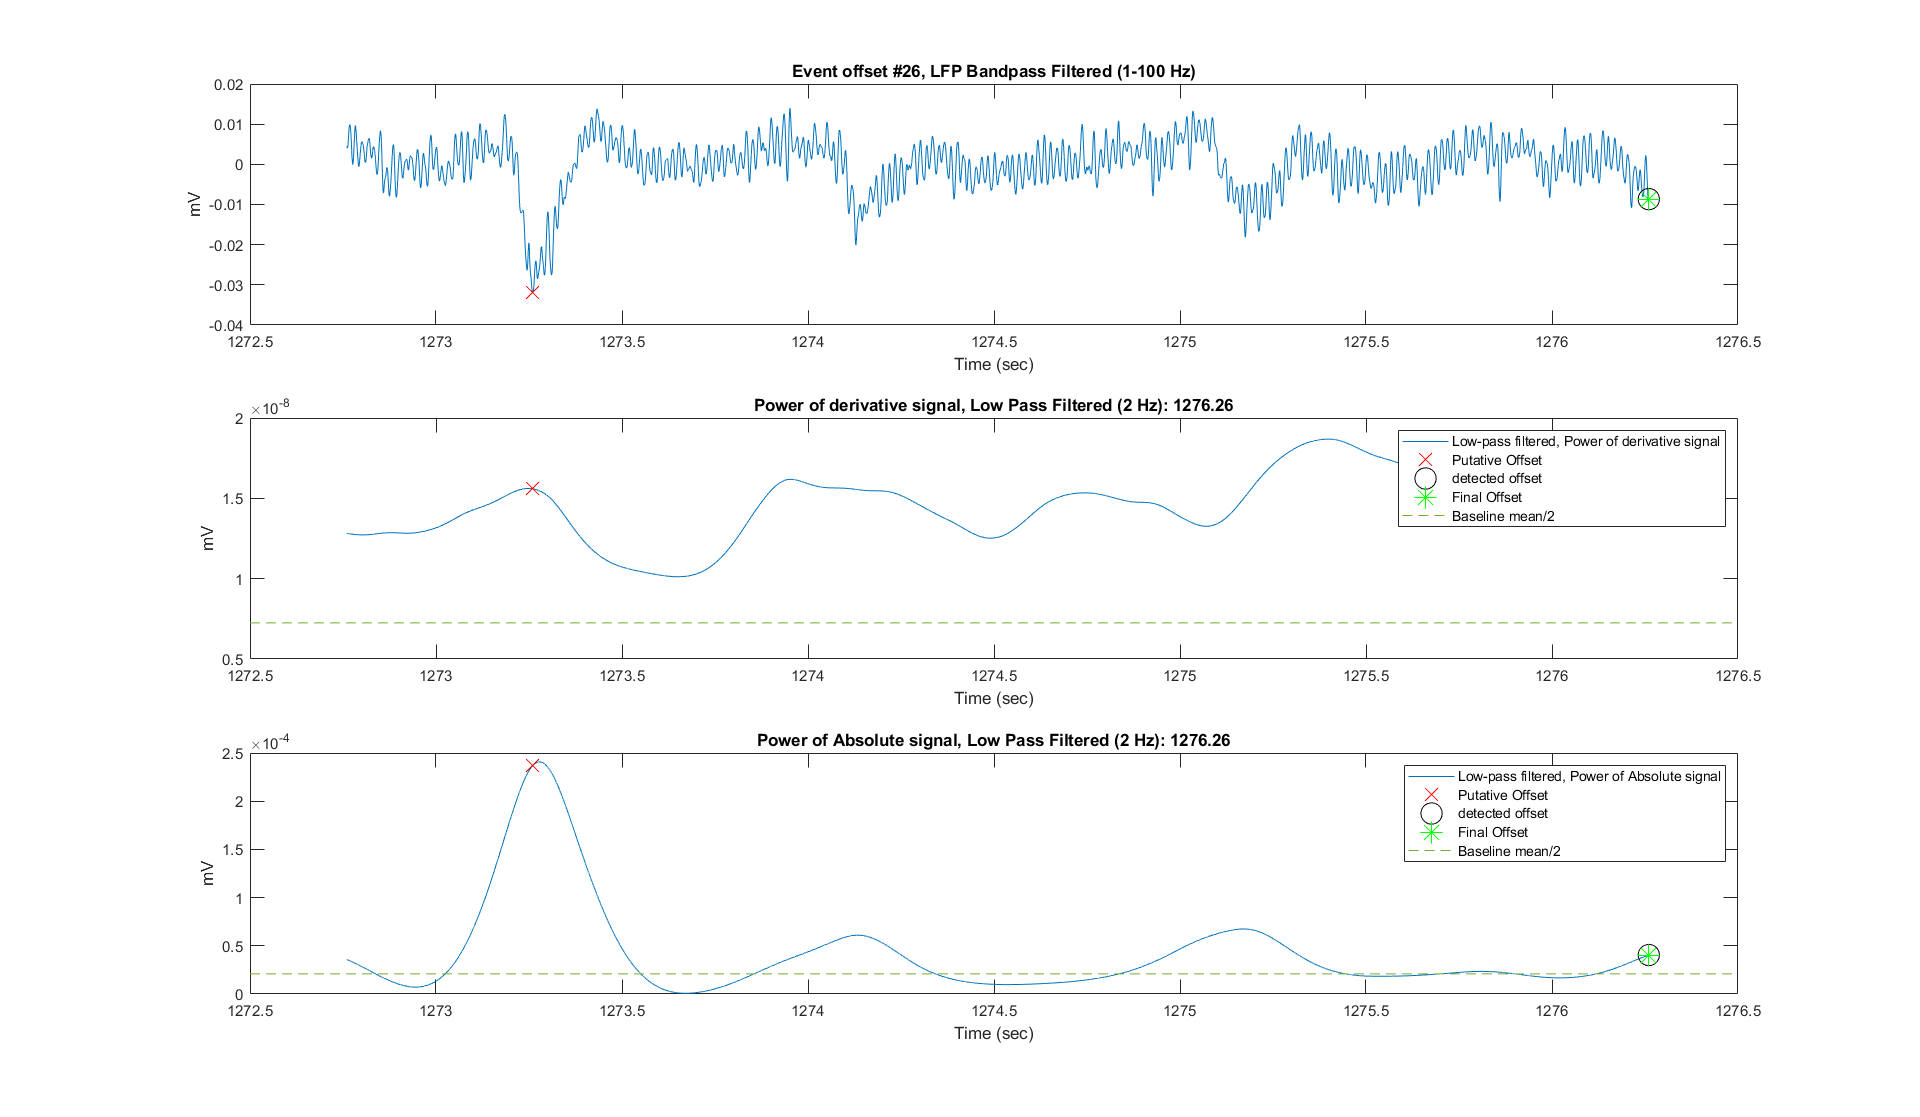 Event offset #26, LFP Bandpass Filtered (1-100 Hz)
0.02
0.01
0
-0.01
-0.02
-0.03
-0.04
mV
1272.5 1273 1273.5 1274 1274.5 1275 1275.5 1276 1276.5
Time (sec)
Power of derivative signal, Low Pass Filtered (2 Hz): 1276.26
×10-8
2
1.5
1
0.5
mV
Low-pass filtered, Power of derivative signal
Putative Offset
detected offset
Final Offset
Baseline mean/2
1272.5 1273 1273.5 1274 1274.5 1275 1275.5 1276 1276.5
Time (sec)
Power of Absolute signal, Low Pass Filtered (2 Hz): 1276.26
×10-4
2.5
2
1.5
1
0.5
0
mV
Low-pass filtered, Power of Absolute signal
Putative Offset
detected offset
Final Offset
Baseline mean/2
1272.5 1273 1273.5 1274 1274.5 1275 1275.5 1276 1276.5
Time (sec)